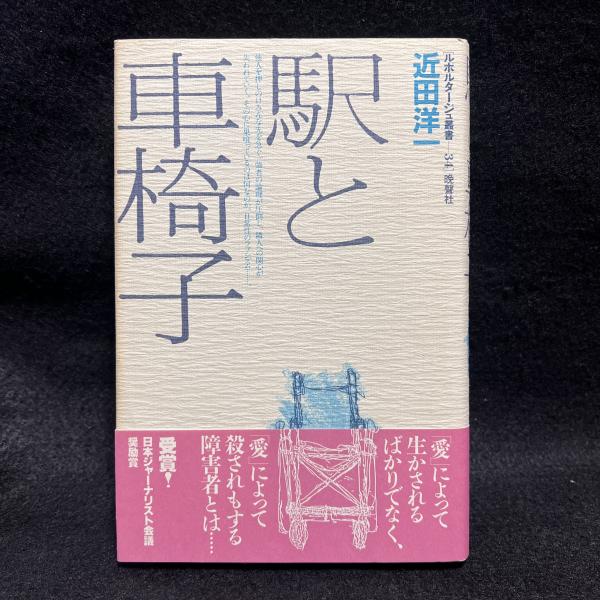 [ルポルタージュ叢書—34] 晩聲社
近田洋一
駅と
車椅子
「愛」によって
生かされる
ばかりでなく、
「愛」によって
殺されもする
障害者とは……
受賞！
日本ジャーナリスト会議
奨励賞